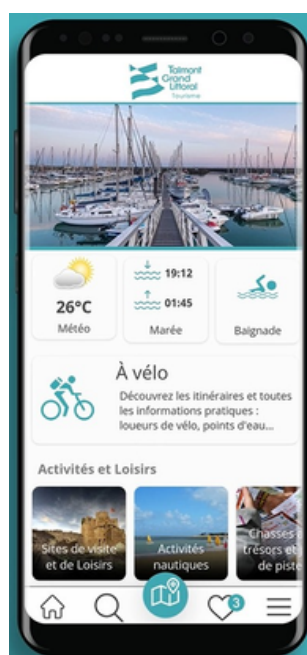 Talmont
Grand
Littoral
Tourisme
26°C
Météo
19:12
01:45
Marée
Baignade
À vélo
Découvrez les itinéraires et toutes
les informations pratiques :
loueurs de vélo, points d'eau...
Activités et Loisirs
Sites de visite
et de Loisirs
Activités
nautiques
Chasses a
trésors et
de piste
3